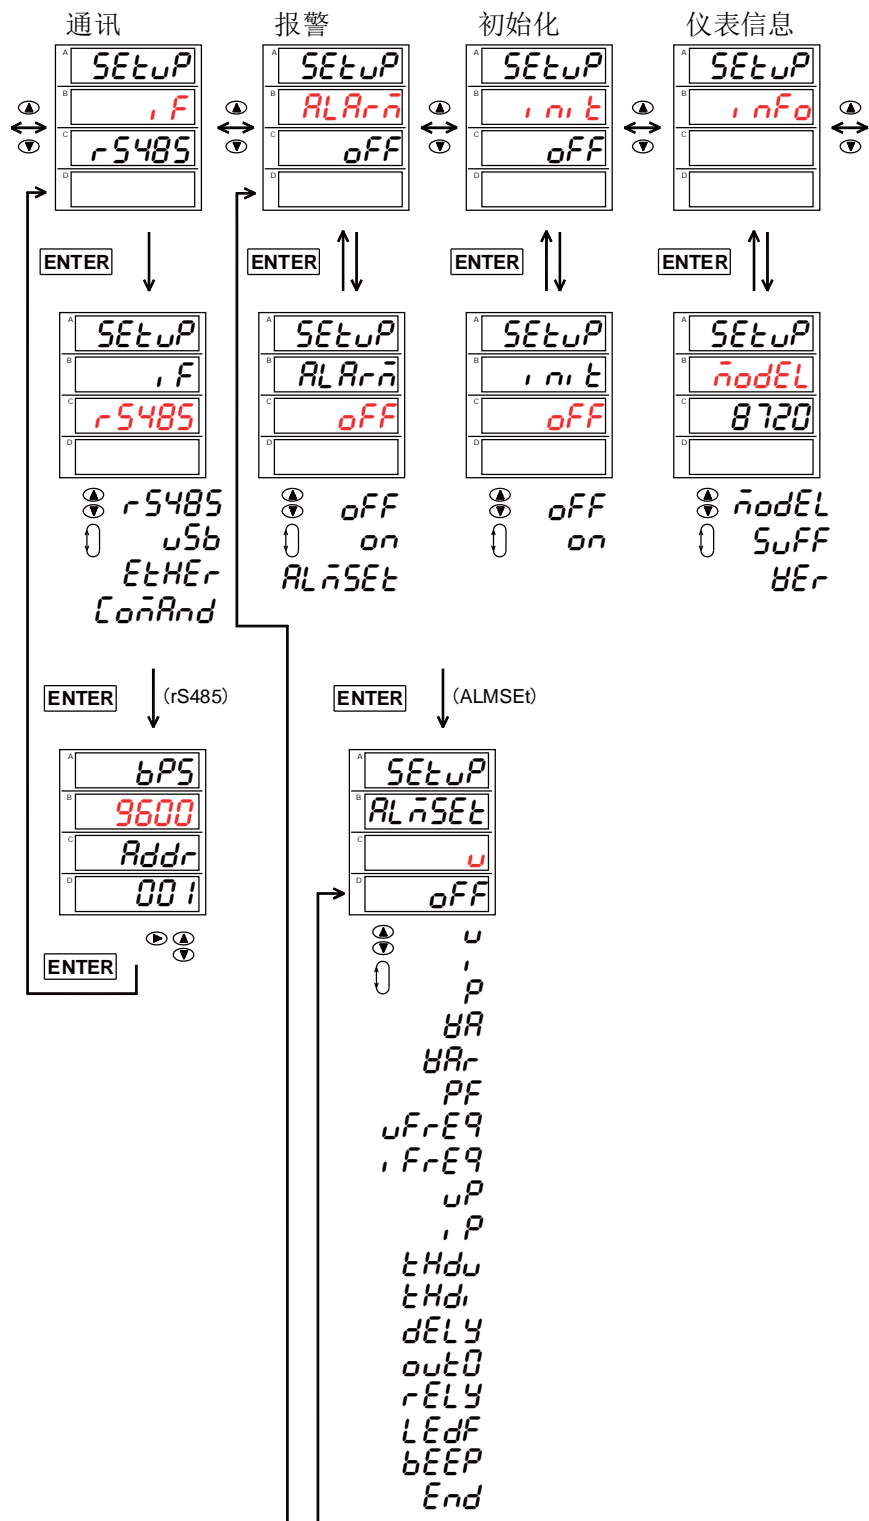 通讯 报警 初始化 仪表信息
A SEtuP A SEtuP A SEtuP A SEtuP
B iF B ALArm B init B inFo
C rS485 C oFF C oFF C
D D D D
ENTER ENTER ENTER ENTER
A SEtuP A SEtuP A SEtuP A SEtuP
B iF B ALArm B init B modEL
C rS485 C oFF C oFF C 8720
D D D D
rS485 oFF oFF modEL
uSb on on SuFF
EtHEr ALmSEt VEr
ComAnd
ENTER (rS485) ENTER (ALMSEt)
A bPS A SEtuP
B 9600 B ALmSEt
C Addr C u
D 001 D oFF
u
ENTER i
P
VA
VAr
PF
uFrEq
iFrEq
uP
iP
tHdu
tHdi
dELY
outO
rELY
LEdF
bEEP
End